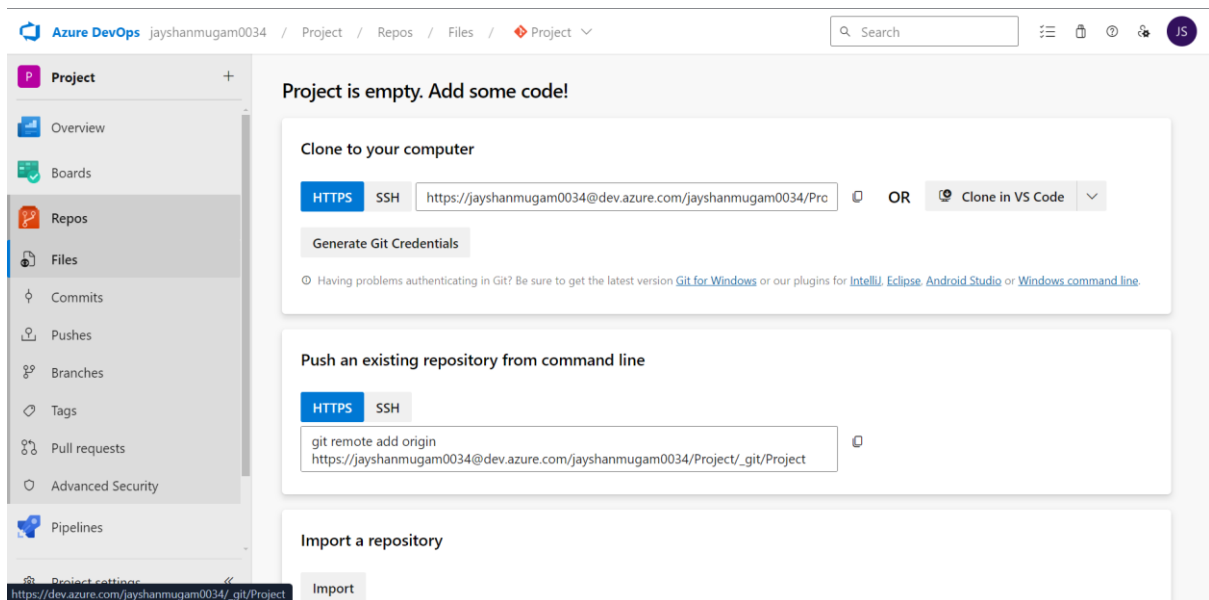 Azure DevOps jayshanmugam0034 / Project / Repos / Files / Project
Search
JS
P Project +
Overview
Boards
Repos
Files
Commits
Pushes
Branches
Tags
Pull requests
Advanced Security
Pipelines
Project settings
https://dev.azure.com/jayshanmugam0034/_git/Project
Project is empty. Add some code!
Clone to your computer
HTTPS SSH https://jayshanmugam0034@dev.azure.com/jayshanmugam0034/Pro OR Clone in VS Code
Generate Git Credentials
Having problems authenticating in Git? Be sure to get the latest version Git for Windows or our plugins for IntelliJ, Eclipse, Android Studio or Windows command line.
Push an existing repository from command line
HTTPS SSH
git remote add origin
https://jayshanmugam0034@dev.azure.com/jayshanmugam0034/Project/_git/Project
Import a repository
Import